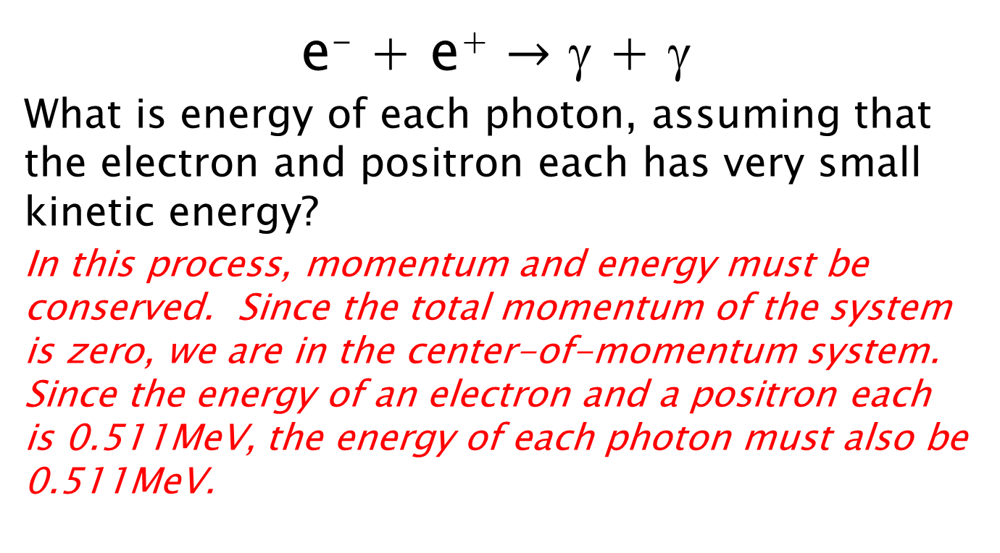 e⁻ + e⁺ → γ + γ
What is energy of each photon, assuming that
the electron and positron each has very small
kinetic energy?
In this process, momentum and energy must be
conserved.  Since the total momentum of the system
is zero, we are in the center-of-momentum system.
Since the energy of an electron and a positron each
is 0.511MeV, the energy of each photon must also be
0.511MeV.